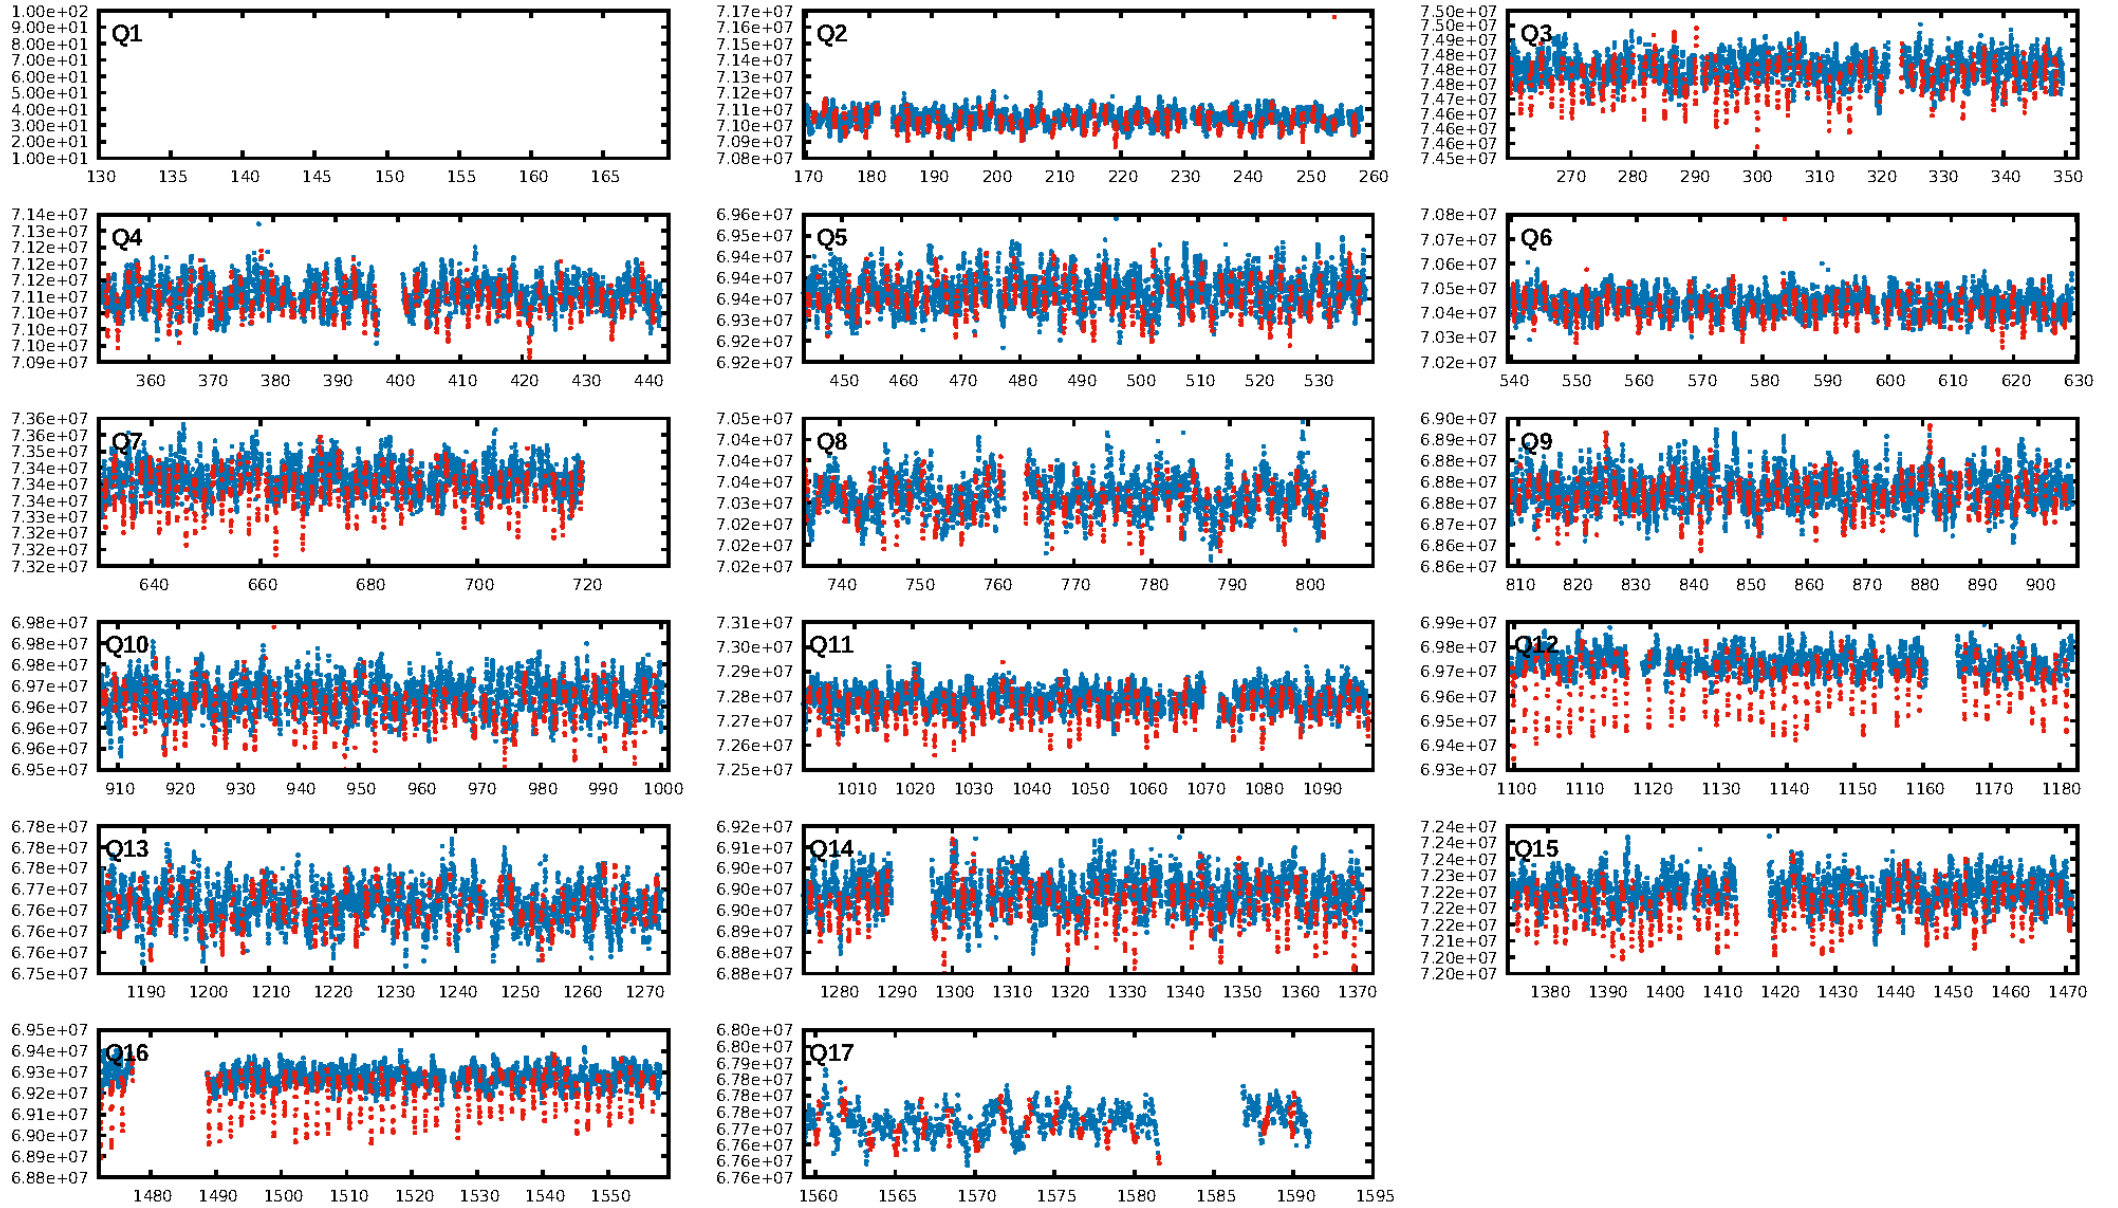 1.00e+02
9.00e+01
8.00e+01
7.00e+01
6.00e+01
5.00e+01
4.00e+01
3.00e+01
2.00e+01
1.00e+01
Q1
130 135 140 145 150 155 160 165
7.17e+07
7.16e+07
7.15e+07
7.14e+07
7.13e+07
7.12e+07
7.11e+07
7.10e+07
7.09e+07
7.08e+07
Q2
170 180 190 200 210 220 230 240 250 260
7.50e+07
7.49e+07
7.49e+07
7.48e+07
7.48e+07
7.48e+07
7.47e+07
7.46e+07
7.46e+07
7.45e+07
Q3
270 280 290 300 310 320 330 340 350
7.14e+07
7.13e+07
7.12e+07
7.12e+07
7.11e+07
7.11e+07
7.10e+07
7.10e+07
7.10e+07
7.09e+07
Q4
360 370 380 390 400 410 420 430 440
6.96e+07
6.95e+07
6.94e+07
6.94e+07
6.94e+07
6.93e+07
6.92e+07
6.92e+07
Q5
450 460 470 480 490 500 510 520 530
7.08e+07
7.07e+07
7.06e+07
7.05e+07
7.04e+07
7.03e+07
7.02e+07
Q6
540 550 560 570 580 590 600 610 620 630
7.36e+07
7.36e+07
7.35e+07
7.34e+07
7.34e+07
7.34e+07
7.33e+07
7.33e+07
7.32e+07
7.32e+07
Q7
640 660 680 700 720
7.05e+07
7.04e+07
7.04e+07
7.04e+07
7.03e+07
7.02e+07
7.02e+07
7.02e+07
Q8
740 750 760 770 780 790 800
6.90e+07
6.89e+07
6.88e+07
6.88e+07
6.88e+07
6.87e+07
6.86e+07
6.86e+07
Q9
810 820 830 840 850 860 870 880 890 900
6.98e+07
6.98e+07
6.98e+07
6.97e+07
6.96e+07
6.96e+07
6.96e+07
6.95e+07
Q10
910 920 930 940 950 960 970 980 990 1000
7.31e+07
7.30e+07
7.29e+07
7.28e+07
7.27e+07
7.26e+07
7.25e+07
Q11
1010 1020 1030 1040 1050 1060 1070 1080 1090
6.99e+07
6.98e+07
6.97e+07
6.96e+07
6.95e+07
6.94e+07
6.93e+07
Q12
1100 1110 1120 1130 1140 1150 1160 1170 1180
6.78e+07
6.78e+07
6.78e+07
6.77e+07
6.76e+07
6.76e+07
6.76e+07
6.75e+07
Q13
1190 1200 1210 1220 1230 1240 1250 1260 1270
6.92e+07
6.91e+07
6.90e+07
6.90e+07
6.90e+07
6.89e+07
6.88e+07
6.88e+07
Q14
1280 1290 1300 1310 1320 1330 1340 1350 1360 1370
7.24e+07
7.24e+07
7.24e+07
7.23e+07
7.22e+07
7.22e+07
7.22e+07
7.21e+07
7.20e+07
7.20e+07
Q15
1380 1390 1400 1410 1420 1430 1440 1450 1460 1470
6.95e+07
6.94e+07
6.93e+07
6.92e+07
6.91e+07
6.90e+07
6.89e+07
6.88e+07
Q16
1480 1490 1500 1510 1520 1530 1540 1550
6.80e+07
6.80e+07
6.79e+07
6.78e+07
6.78e+07
6.78e+07
6.77e+07
6.76e+07
6.76e+07
6.76e+07
Q17
1560 1565 1570 1575 1580 1585 1590 1595